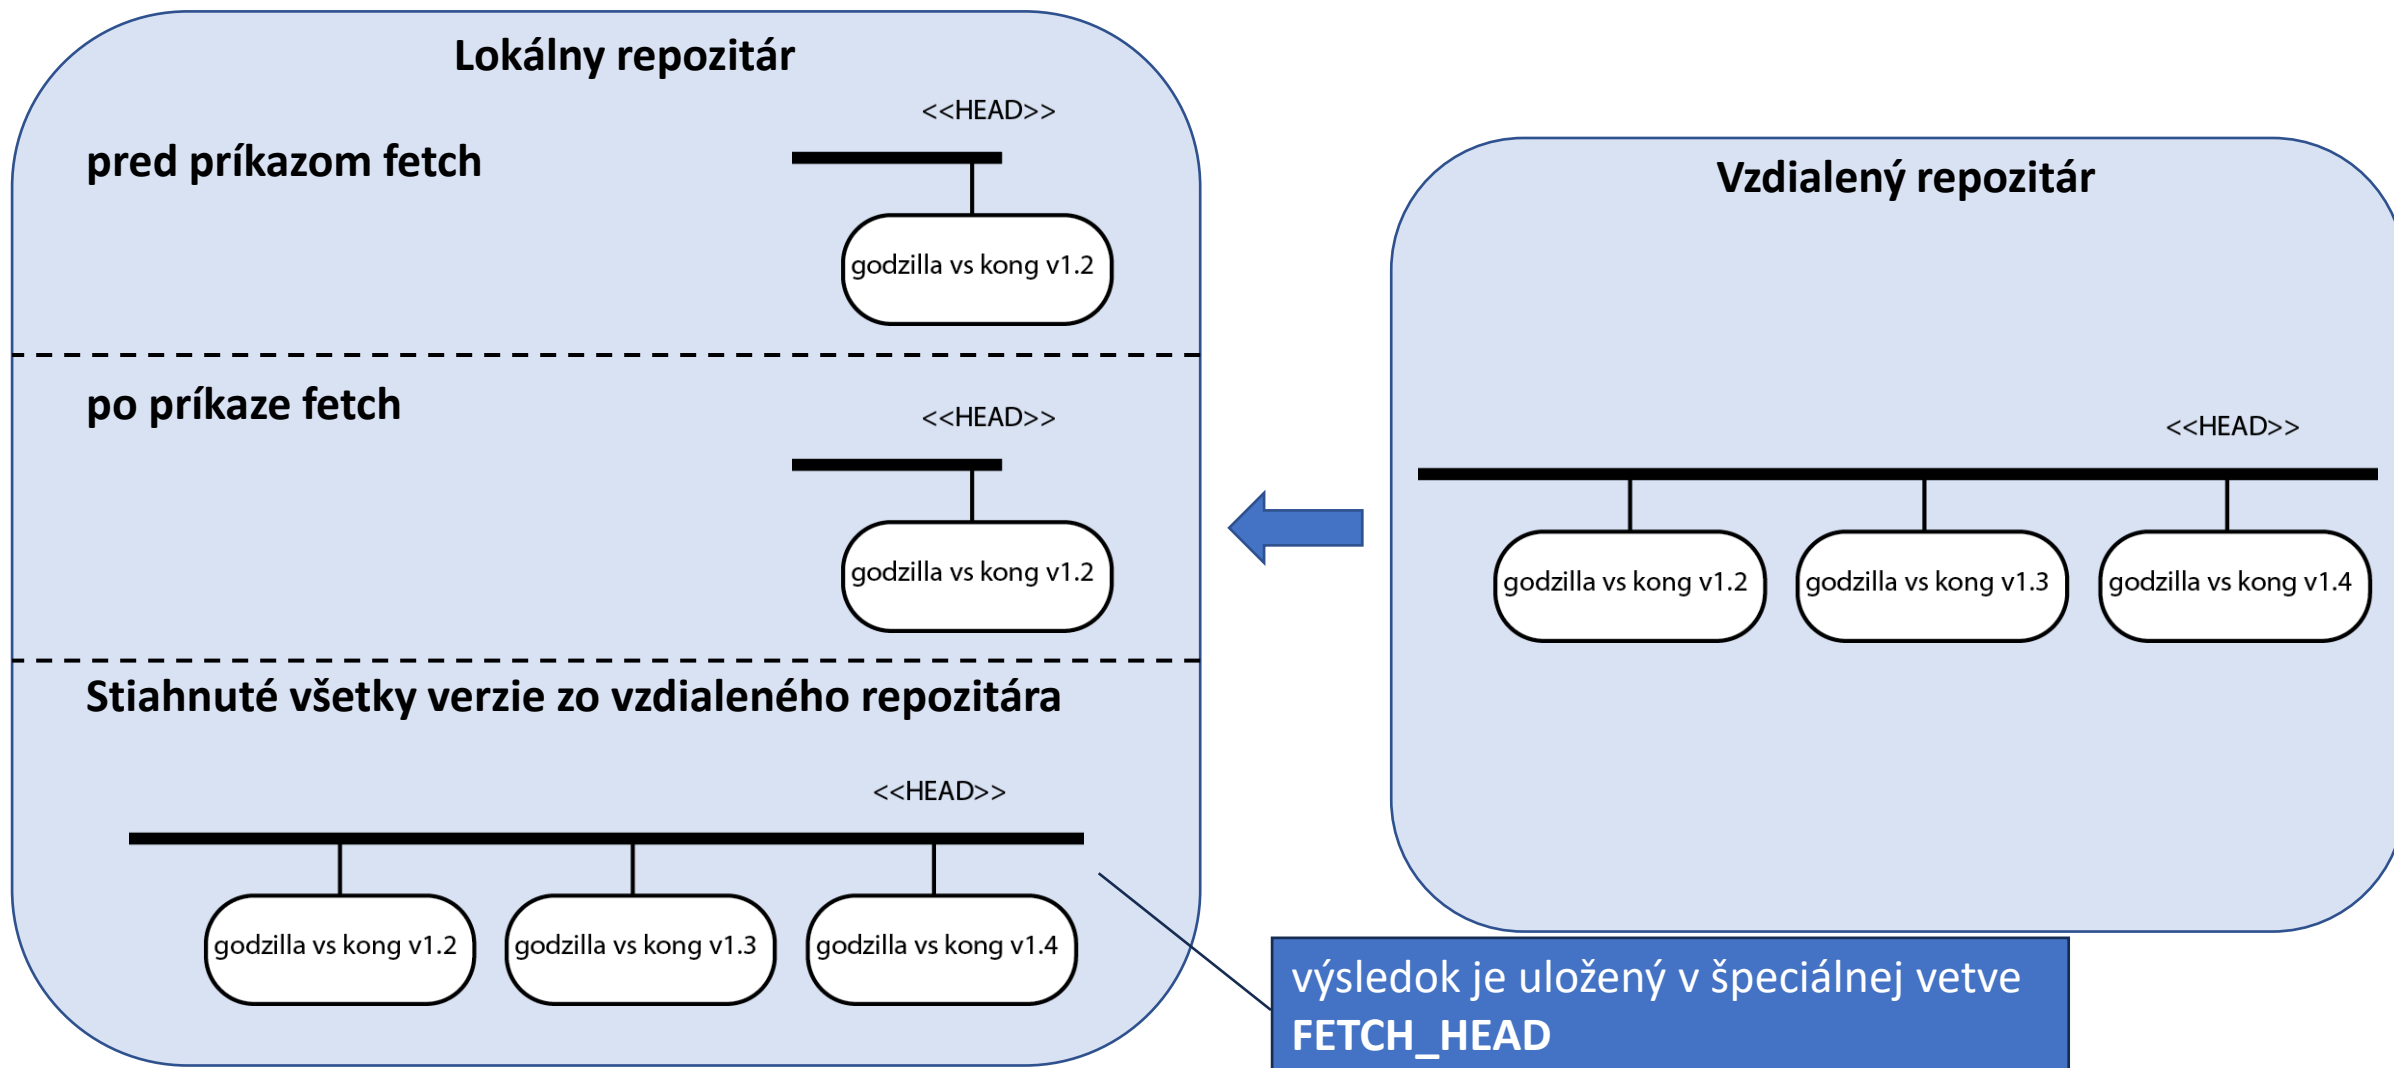 Lokálny repozitár
<<HEAD>>
pred príkazom fetch
godzilla vs kong v1.2
po príkaze fetch
<<HEAD>>
godzilla vs kong v1.2
Stiahnuté všetky verzie zo vzdialeného repozitára
<<HEAD>>
godzilla vs kong v1.2
godzilla vs kong v1.3
godzilla vs kong v1.4
Vzdialený repozitár
<<HEAD>>
godzilla vs kong v1.2
godzilla vs kong v1.3
godzilla vs kong v1.4
výsledok je uložený v špeciálnej vetve
FETCH_HEAD